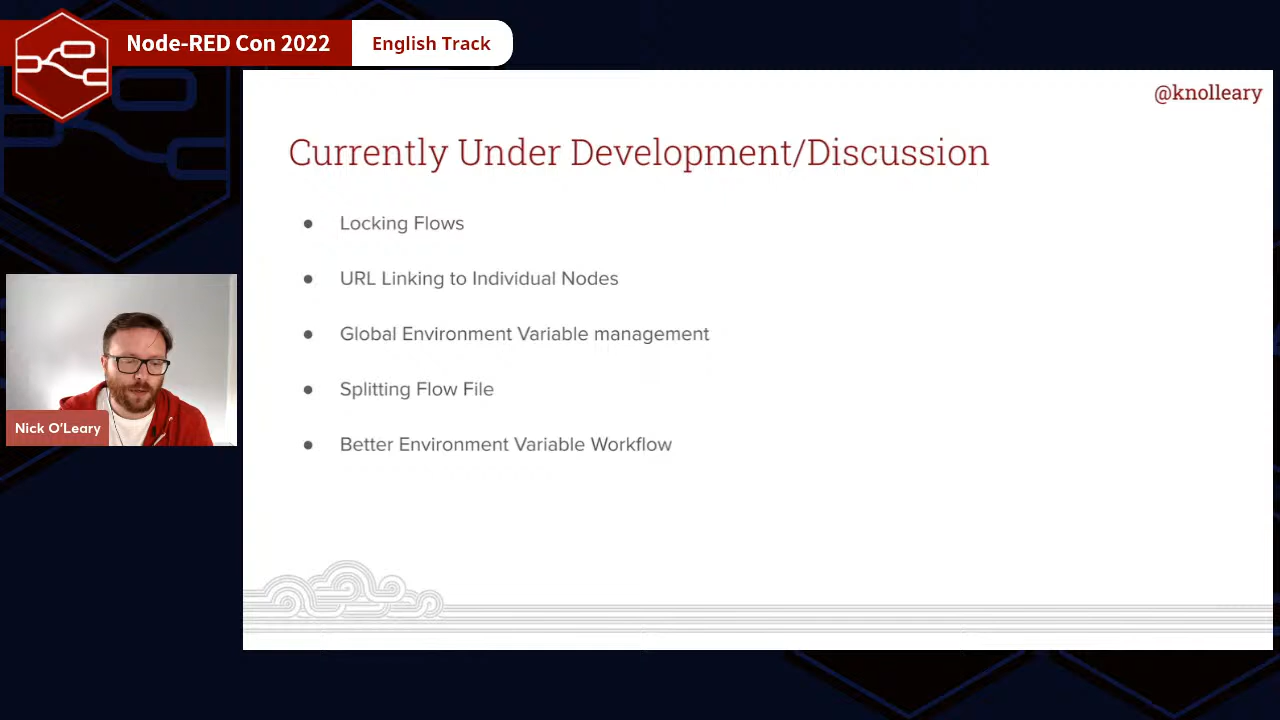 Node-RED Con 2022
English Track
@knolleary
Currently Under Development/Discussion
Locking Flows
URL Linking to Individual Nodes
Global Environment Variable management
Splitting Flow File
Better Environment Variable Workflow
Nick O'Leary